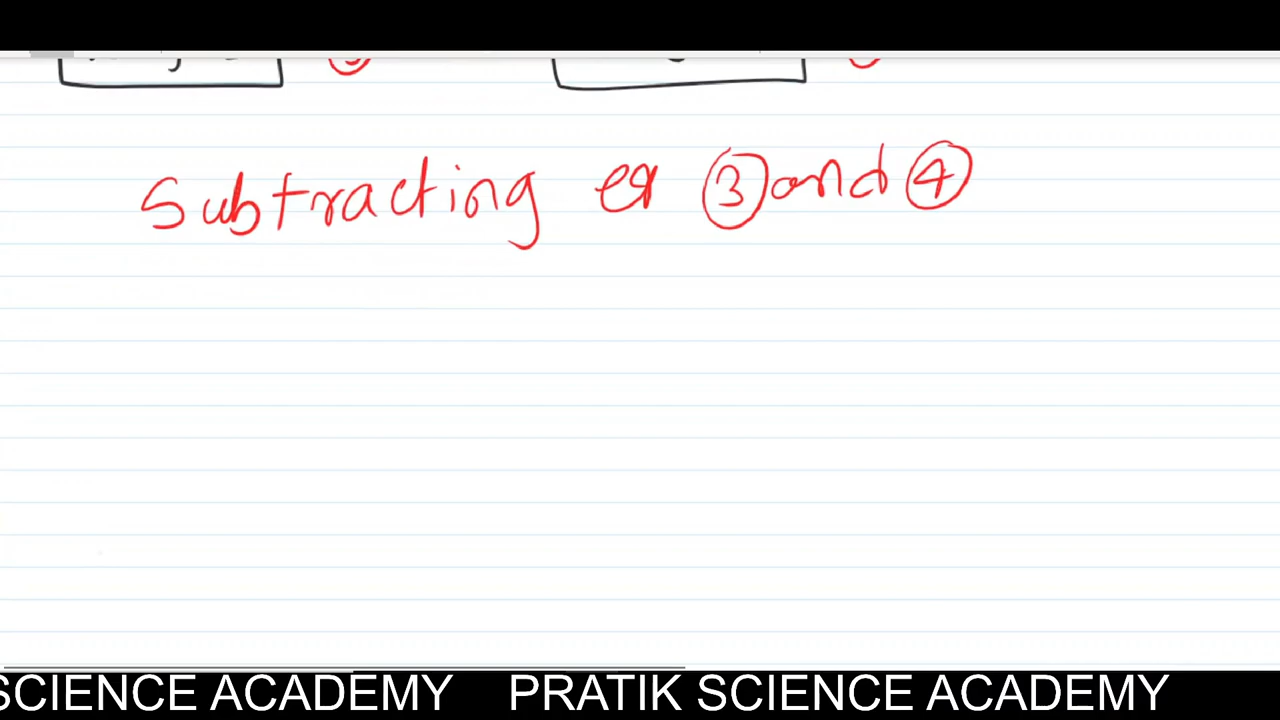 Subtracting eq ③ and ④
SCIENCE ACADEMY PRATIK SCIENCE ACADEMY